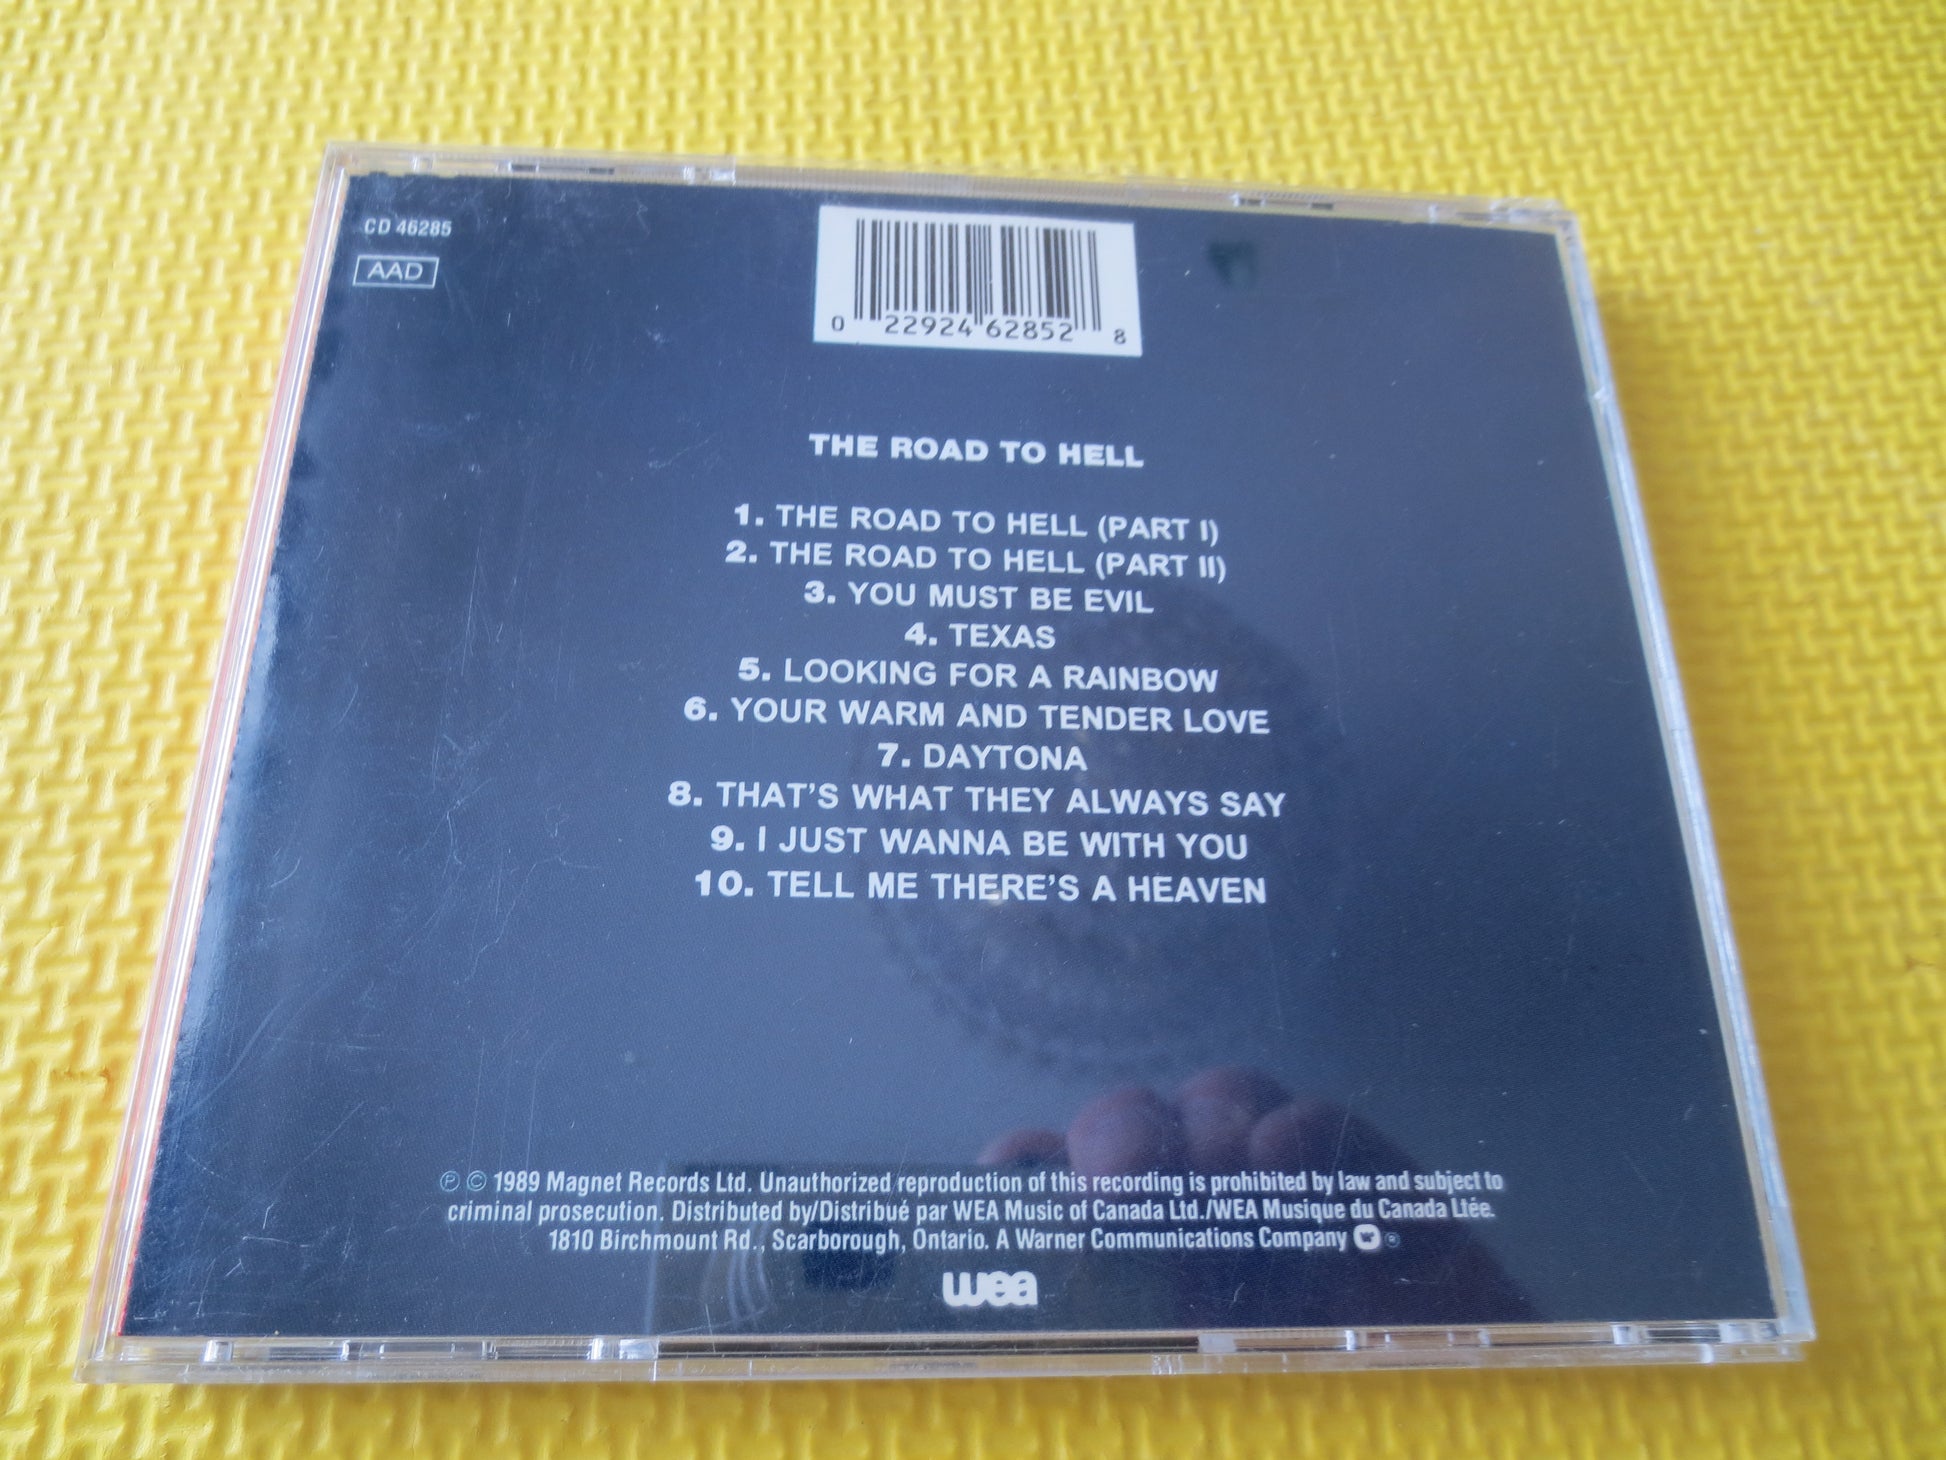 CD 46285
AAD
0 22924 62852 8
THE ROAD TO HELL
1. THE ROAD TO HELL (PART I)
2. THE ROAD TO HELL (PART II)
3. YOU MUST BE EVIL
4. TEXAS
5. LOOKING FOR A RAINBOW
6. YOUR WARM AND TENDER LOVE
7. DAYTONA
8. THAT'S WHAT THEY ALWAYS SAY
9. I JUST WANNA BE WITH YOU
10. TELL ME THERE'S A HEAVEN
℗ © 1989 Magnet Records Ltd. Unauthorized reproduction of this recording is prohibited by law and subject to
criminal prosecution. Distributed by/Distribué par WEA Music of Canada Ltd./WEA Musique du Canada Ltée.
1810 Birchmount Rd., Scarborough, Ontario. A Warner Communications Company ®
wea